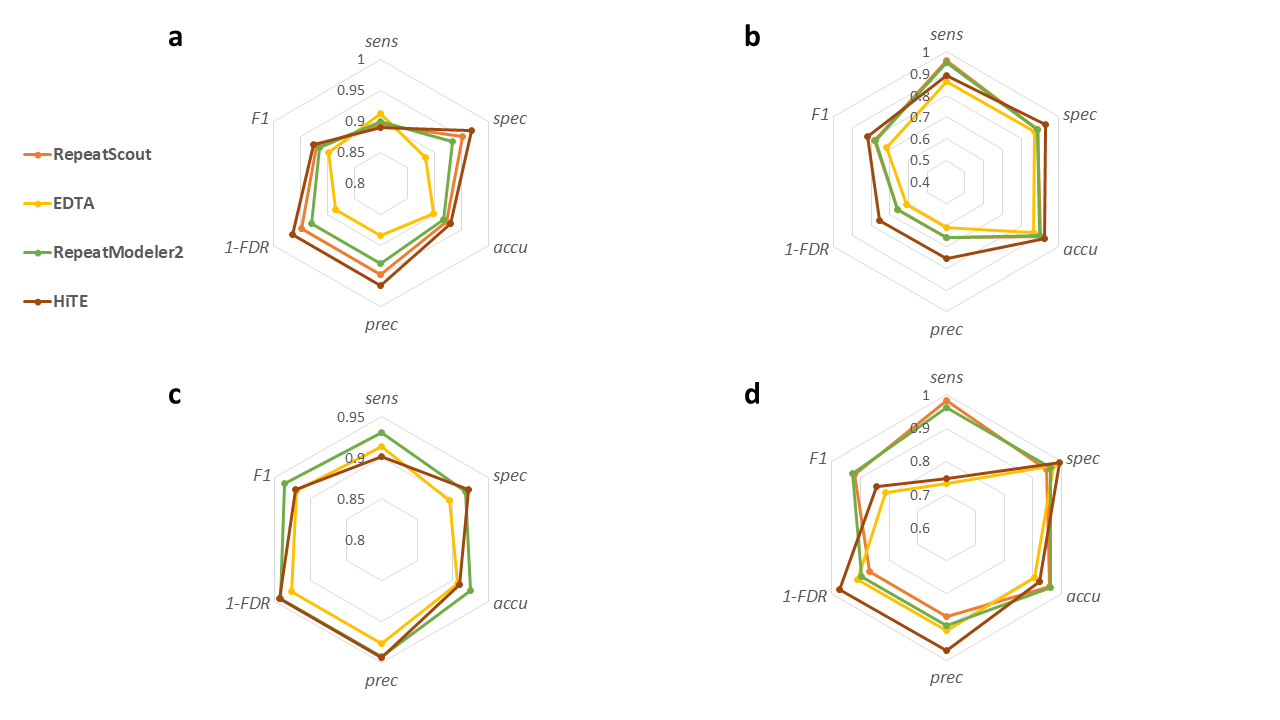 a
sens
1
0.95
0.9
0.85
0.8
F1
spec
1-FDR
accu
prec
RepeatScout
EDTA
RepeatModeler2
HiTE
b
sens
1
0.9
0.8
0.7
0.6
0.5
0.4
F1
spec
1-FDR
accu
prec
c
sens
0.95
0.9
0.85
0.8
F1
spec
1-FDR
accu
prec
d
sens
1
0.9
0.8
0.7
0.6
F1
spec
1-FDR
accu
prec